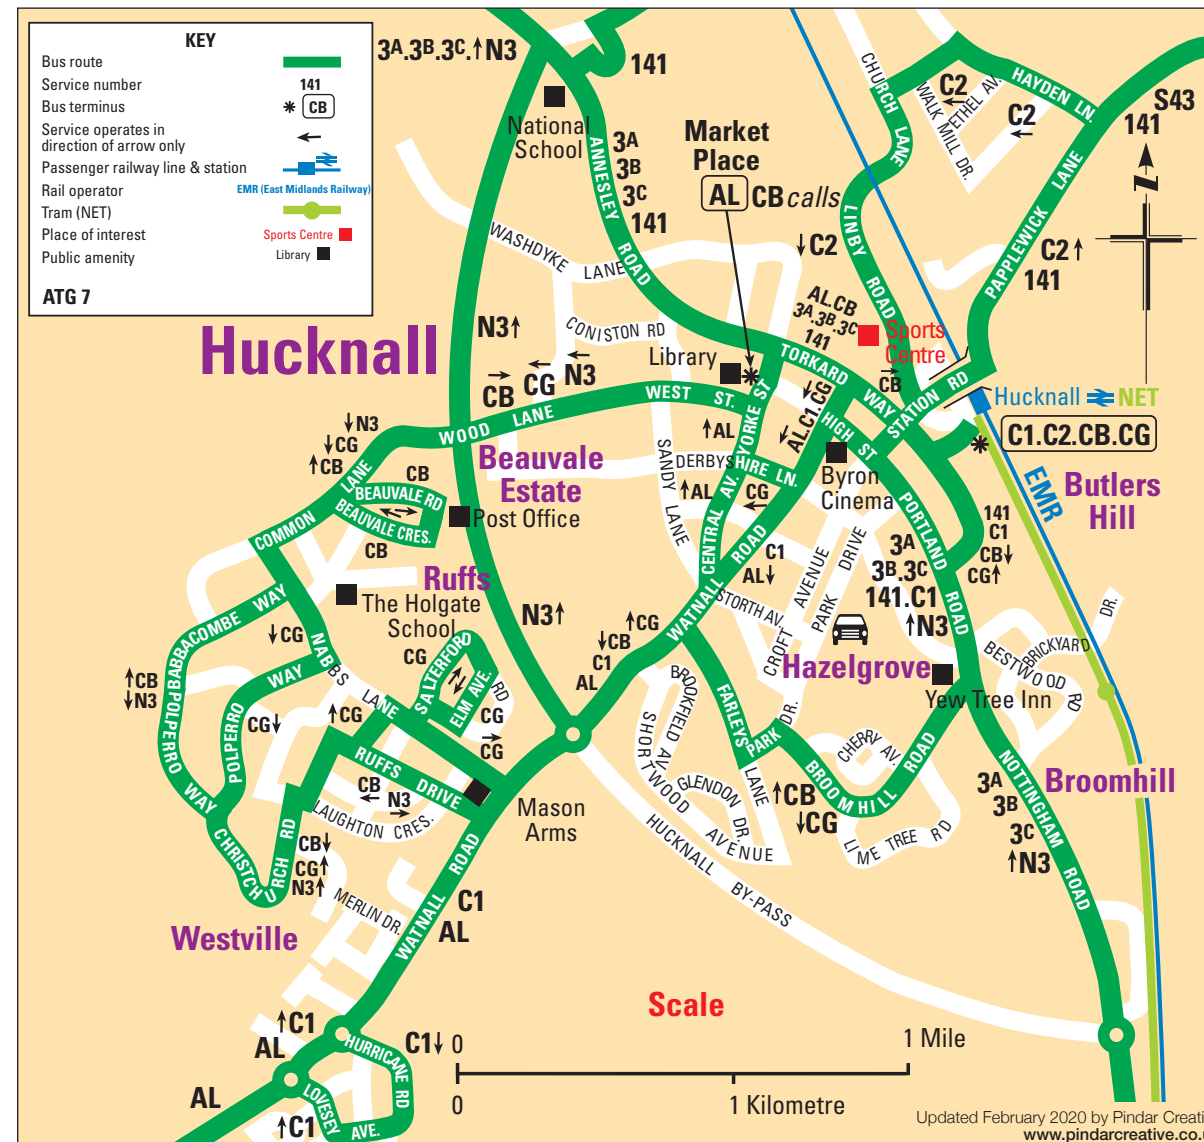 KEY
Bus route
Service number 141
Bus terminus CB
Service operates in
direction of arrow only
Passenger railway line & station
Rail operator EMR (East Midlands Railway)
Tram (NET)
Place of interest Sports Centre
Public amenity Library
ATG 7
3A.3B.3C.↑N3
141
National
School
ANNESLEY ROAD
3A
3B
3C
141
Market
Place
AL CB calls
CHURCH LANE
C2
WALK MILL DR.
ETHEL AV.
HAYDEN LN.
C2
S43
141
N
PAPPLEWICK LANE
C2↑
141
LINBY ROAD
↓C2
WASHDYKE LANE
Hucknall
N3↑
CONISTON RD
CB
CG
N3
Library
AL.CB
3A.3B.3C
141
Sports
Centre
TORKARD WAY
CB
STATION RD
Hucknall NET
C1.C2.CB.CG
WOOD LANE
WEST ST.
YORKE ST
↑AL
AL.C1.CG
HIGH ST
↓N3
↓CG
↑CB
Beauvale
Estate
SANDY LANE
DERBYSHIRE LN.
↑AL
CENTRAL AV.
CG
Byron
Cinema
EMR
Butlers
Hill
COMMON LANE
CB
BEAUVALE RD
BEAUVALE CRES.
CB
Post Office
PORTLAND ROAD
141
C1
CB↓
CG↑
3A
3B.3C
141.C1
↑N3
C1
AL↓
WATNALL ROAD
STORTH AV.
CROFT AVENUE
PARK DRIVE
Ruffs
The Holgate
School
N3↑
BABBACOMBE WAY
↓CG
NABBS LANE
CG
SALTERFORD RD
ELM AVE.
CG
CG
↑CG
↓CB
C1
AL
Hazelgrove
Yew Tree Inn
BESTWOOD RD
BRICKYARD DR.
↑CB
↓N3
POLPERRO WAY
POLPERRO WAY
CG↓
↑CG
BROOKFIELD AV.
SHORTWOOD AVENUE
GLENDON DR.
FARLEYS LANE
PARK DR.
BROOMHILL ROAD
CHERRY AV.
LIME TREE RD
↑CB
↓CG
Broomhill
NOTTINGHAM ROAD
3A
3B
3C
↑N3
RUFFS DRIVE
CB
N3
LAUGHTON CRES.
Mason
Arms
CHRISTCHURCH RD
CB↓
CG↑
N3↑
MERLIN DR.
HUCKNALL BY-PASS
Westville
WATNALL ROAD
C1
AL
Scale
↑C1
AL
HURRICANE RD
C1↓
0 1 Mile
0 1 Kilometre
AL
LOVESEY AVE.
↑C1
Updated February 2020 by Pindar Creati
www.pindarcreative.co.u